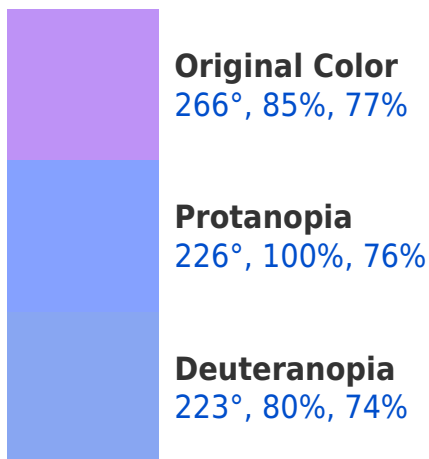 Original Color
266°, 85%, 77%
Protanopia
226°, 100%, 76%
Deuteranopia
223°, 80%, 74%